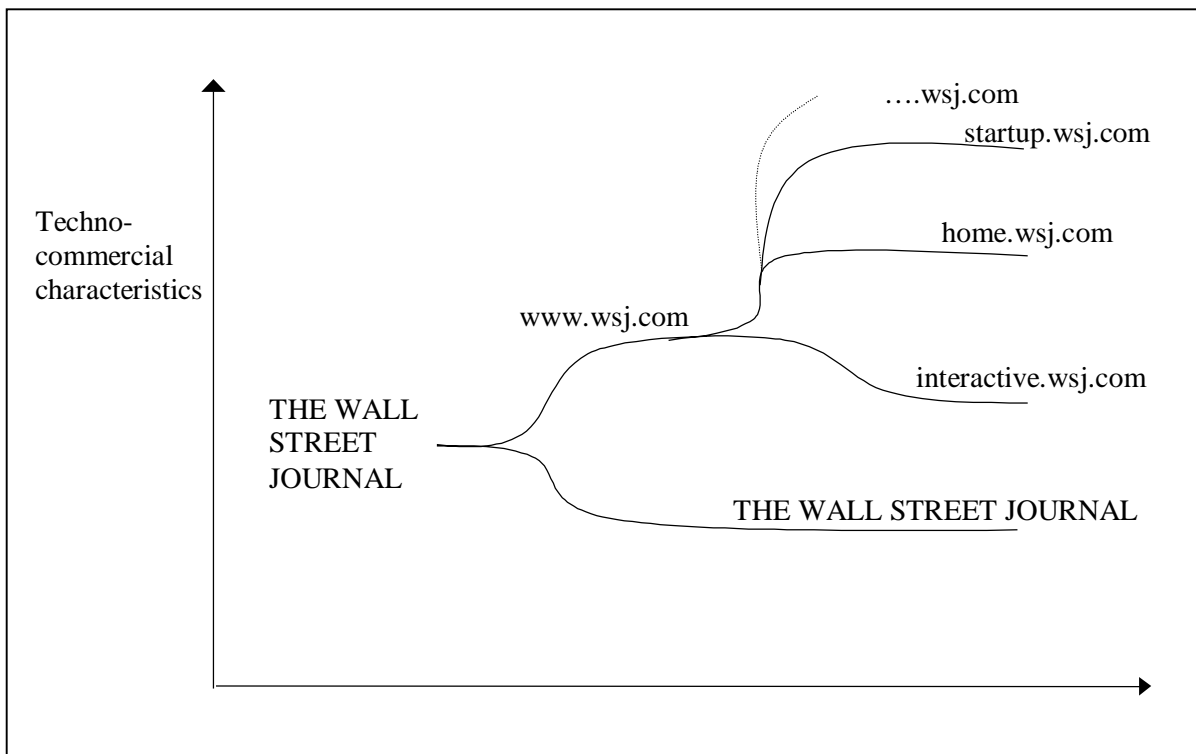 ….wsj.com
startup.wsj.com
Techno-
commercial
characteristics
home.wsj.com
www.wsj.com
interactive.wsj.com
THE WALL
STREET
JOURNAL
THE WALL STREET JOURNAL